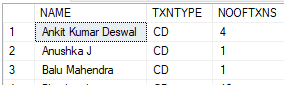 NAME TXNTYPE NOOFTXNS
1 Ankit Kumar Deswal CD 4
2 Anushka J CD 1
3 Balu Mahendra CD 1